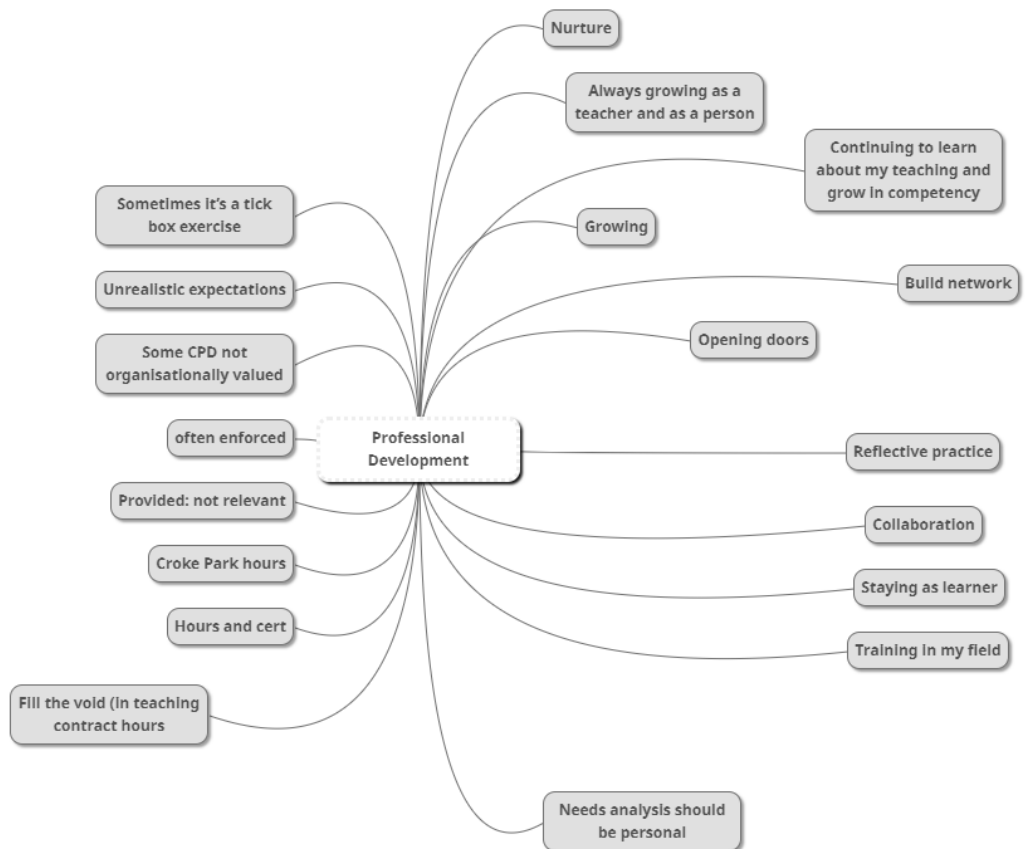 Nurture
Always growing as a
teacher and as a person
Continuing to learn
about my teaching and
grow in competency
Sometimes it's a tick
box exercise
Growing
Unrealistic expectations
Build network
Some CPD not
organisationally valued
Opening doors
often enforced
Professional
Development
Reflective practice
Provided: not relevant
Collaboration
Croke Park hours
Staying as learner
Hours and cert
Training in my field
Fill the void (in teaching
contract hours
Needs analysis should
be personal